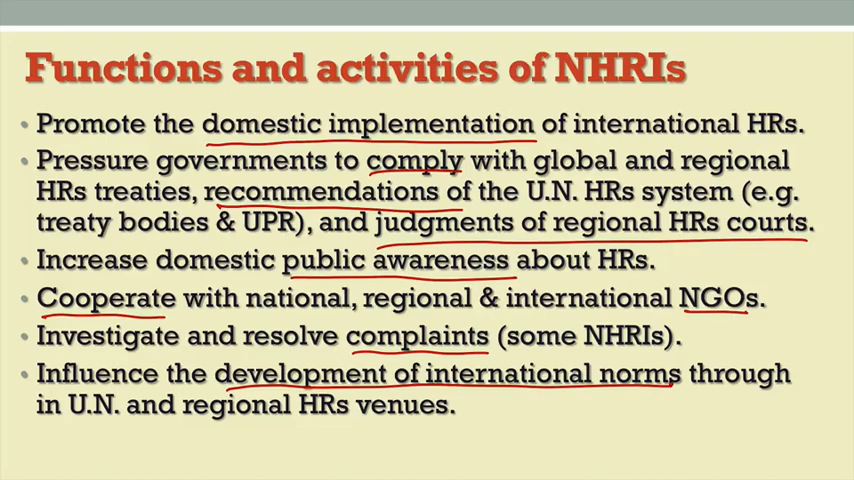 Functions and activities of NHRIs
• Promote the domestic implementation of international HRs.
• Pressure governments to comply with global and regional
HRs treaties, recommendations of the U.N. HRs system (e.g.
treaty bodies & UPR), and judgments of regional HRs courts.
• Increase domestic public awareness about HRs.
• Cooperate with national, regional & international NGOs.
• Investigate and resolve complaints (some NHRIs).
• Influence the development of international norms through
in U.N. and regional HRs venues.